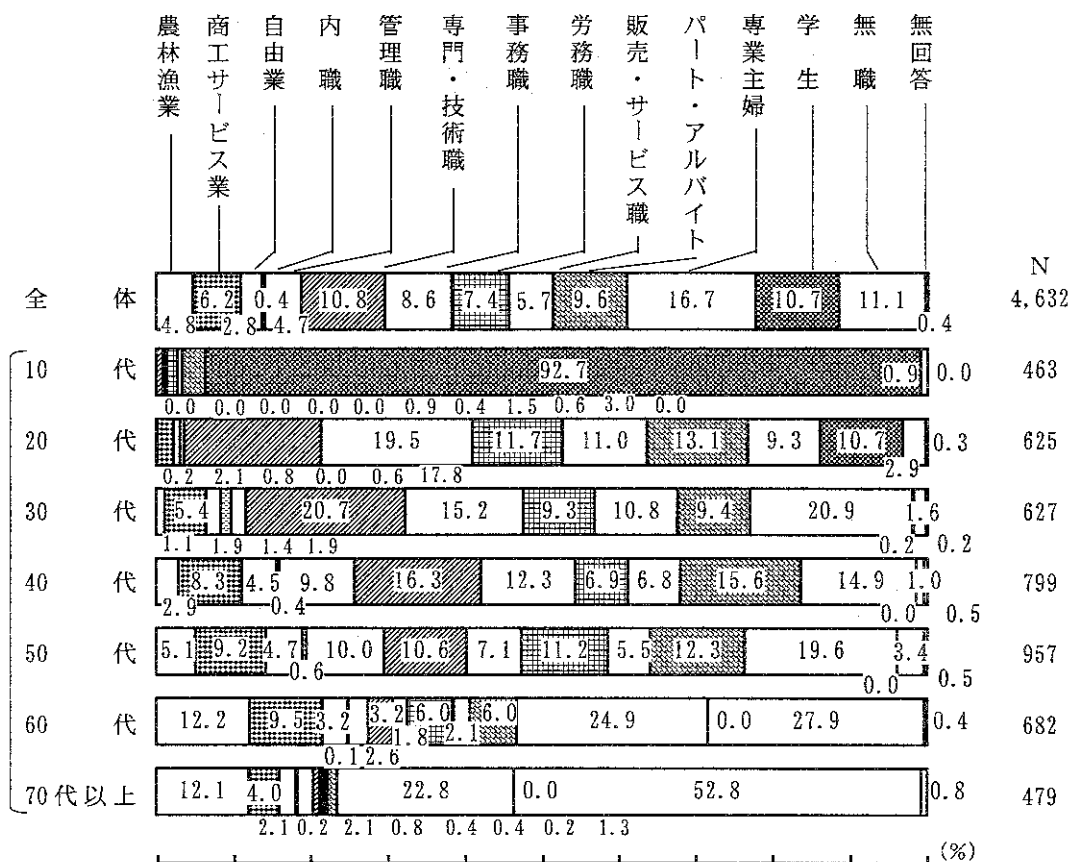 農林漁業
商工サービス業
自由業
内職
管理職
専門・技術職
事務職
労務職
販売・サービス職
パート・アルバイト
専業主婦
学生
無職
無回答
N
全体 6.2 0.4 10.8 8.6 7.4 5.7 9.6 16.7 10.7 11.1 4,632
4.8 2.8 4.7 0.4
10代 92.7 0.9 0.0 463
0.0 0.0 0.0 0.0 0.0 0.9 0.4 1.5 0.6 3.0 0.0
20代 19.5 11.7 11.0 13.1 9.3 10.7 0.3 625
0.2 2.1 0.8 0.0 0.6 17.8 2.9
30代 5.4 20.7 15.2 9.3 10.8 9.4 20.9 1.6 627
1.1 1.9 1.4 1.9 0.2 0.2
40代 8.3 4.5 9.8 16.3 12.3 6.9 6.8 15.6 14.9 1.0 799
2.9 0.4 0.0 0.5
50代 5.1 9.2 4.7 10.0 10.6 7.1 11.2 5.5 12.3 19.6 3.4 957
0.6 0.0 0.5
60代 12.2 9.5 3.2 3.2 6.0 6.0 24.9 0.0 27.9 0.4 682
1.8 2.1
0.1 2.6
70代以上 12.1 4.0 22.8 0.0 52.8 0.8 479
2.1 0.2 2.1 0.8 0.4 0.4 0.2 1.3
(%)